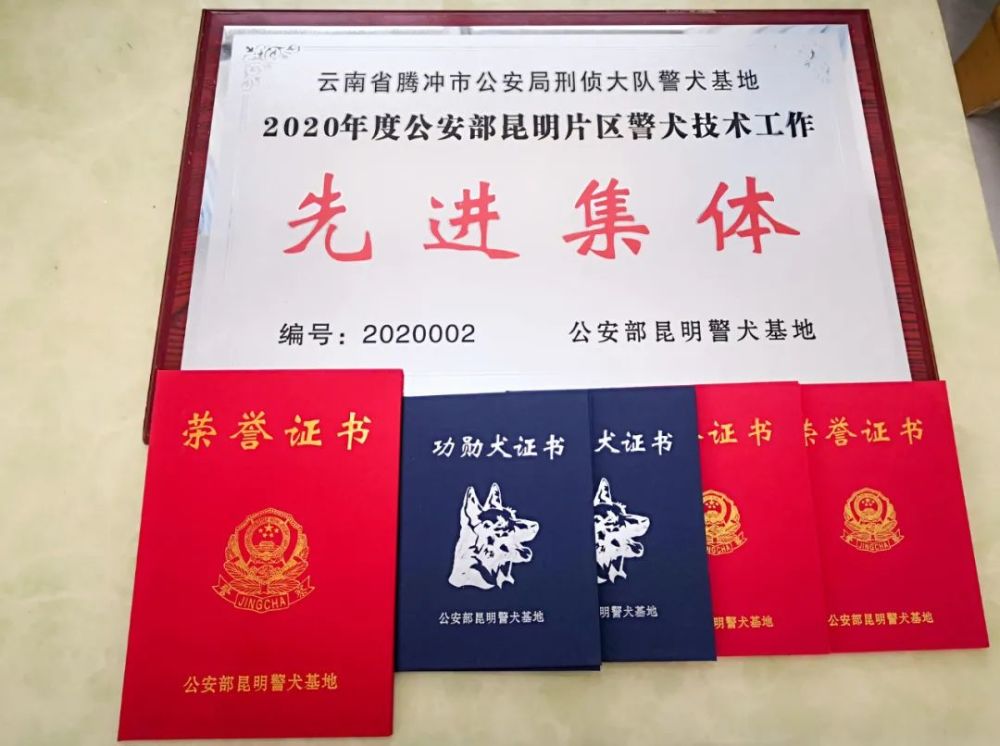 云南省腾冲市公安局刑侦大队警犬基地
2020年度公安部昆明片区警犬技术工作
先进集体
编号：2020002
公安部昆明警犬基地
荣誉证书
JINGCHA
公安部昆明警犬基地
功勋犬证书
公安部昆明警犬基地
犬证书
明警犬基地
证书
JINGCHA
明警犬基地
荣誉证书
JINGCHA
公安部昆明警犬基地